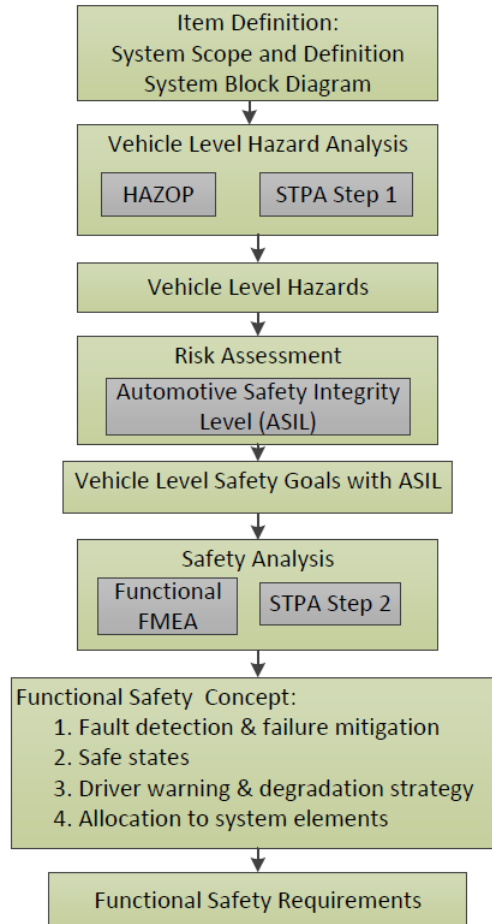 Item Definition:
System Scope and Definition
System Block Diagram
Vehicle Level Hazard Analysis
HAZOP
STPA Step 1
Vehicle Level Hazards
Risk Assessment
Automotive Safety Integrity
Level (ASIL)
Vehicle Level Safety Goals with ASIL
Safety Analysis
Functional
FMEA
STPA Step 2
Functional Safety Concept:
1. Fault detection & failure mitigation
2. Safe states
3. Driver warning & degradation strategy
4. Allocation to system elements
Functional Safety Requirements